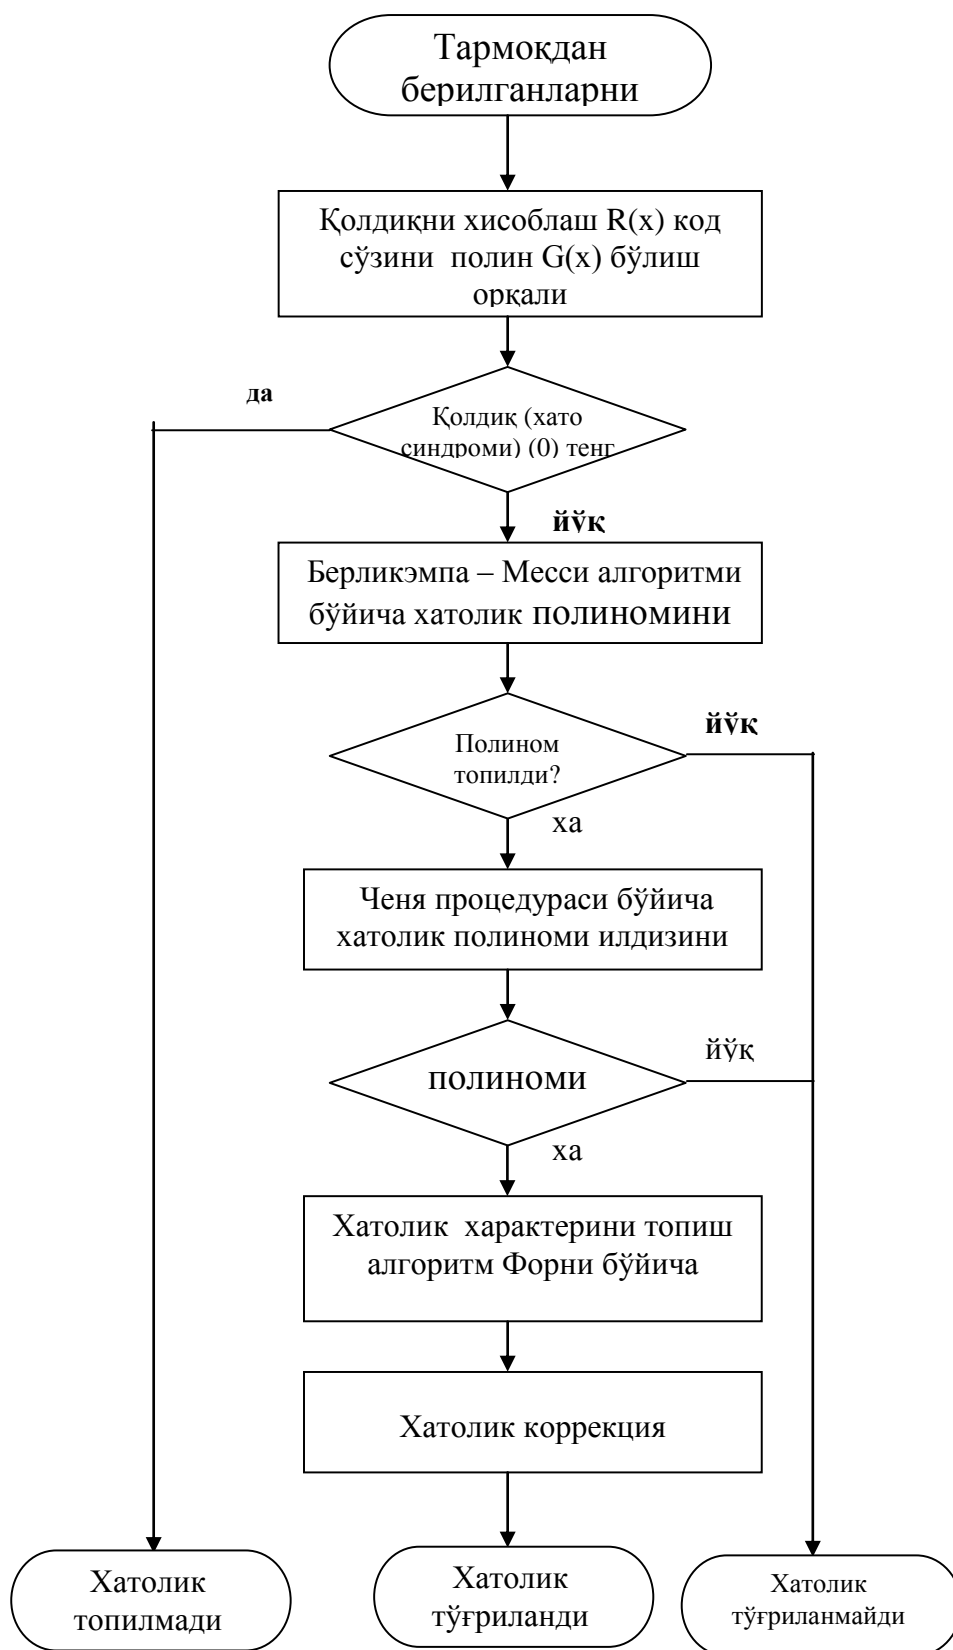 Тармоқдан
берилганларни
Қолдиқни хисоблаш R(x) код
сўзини полин G(x) бўлиш
орқали
да
Қолдиқ (хато
синдроми) (0) тенг
йўқ
Берликэмпа – Месси алгоритми
бўйича хатолик полиномини
йўқ
Полином
топилди?
ха
Ченя процедураси бўйича
хатолик полиноми илдизини
йўқ
полиноми
ха
Хатолик характерини топиш
алгоритм Форни бўйича
Хатолик коррекция
Хатолик
топилмади
Хатолик
тўғриланди
Хатолик
тўғриланмайди